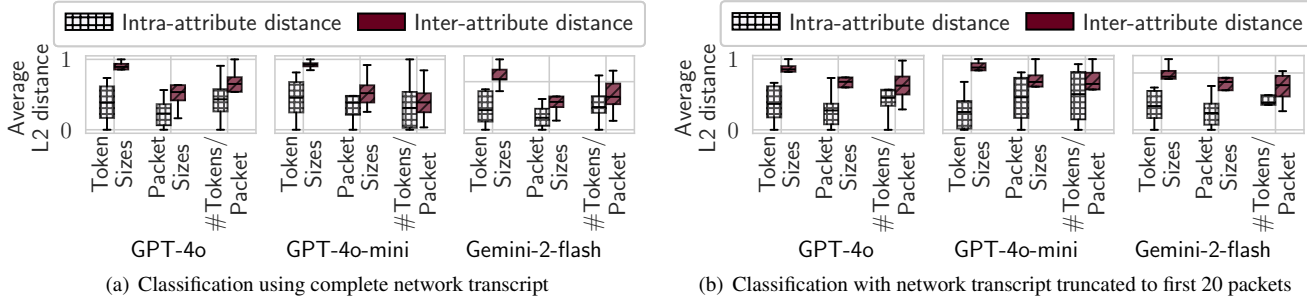 Intra-attribute distance Inter-attribute distance
Average
L2 distance
1
0
Token
Sizes
Packet
Sizes
# Tokens/
Packet
Token
Sizes
Packet
Sizes
# Tokens/
Packet
Token
Sizes
Packet
Sizes
# Tokens/
Packet
GPT-4o GPT-4o-mini Gemini-2-flash
(a) Classification using complete network transcript
Intra-attribute distance Inter-attribute distance
Average
L2 distance
1
0
Token
Sizes
Packet
Sizes
# Tokens/
Packet
Token
Sizes
Packet
Sizes
# Tokens/
Packet
Token
Sizes
Packet
Sizes
# Tokens/
Packet
GPT-4o GPT-4o-mini Gemini-2-flash
(b) Classification with network transcript truncated to first 20 packets